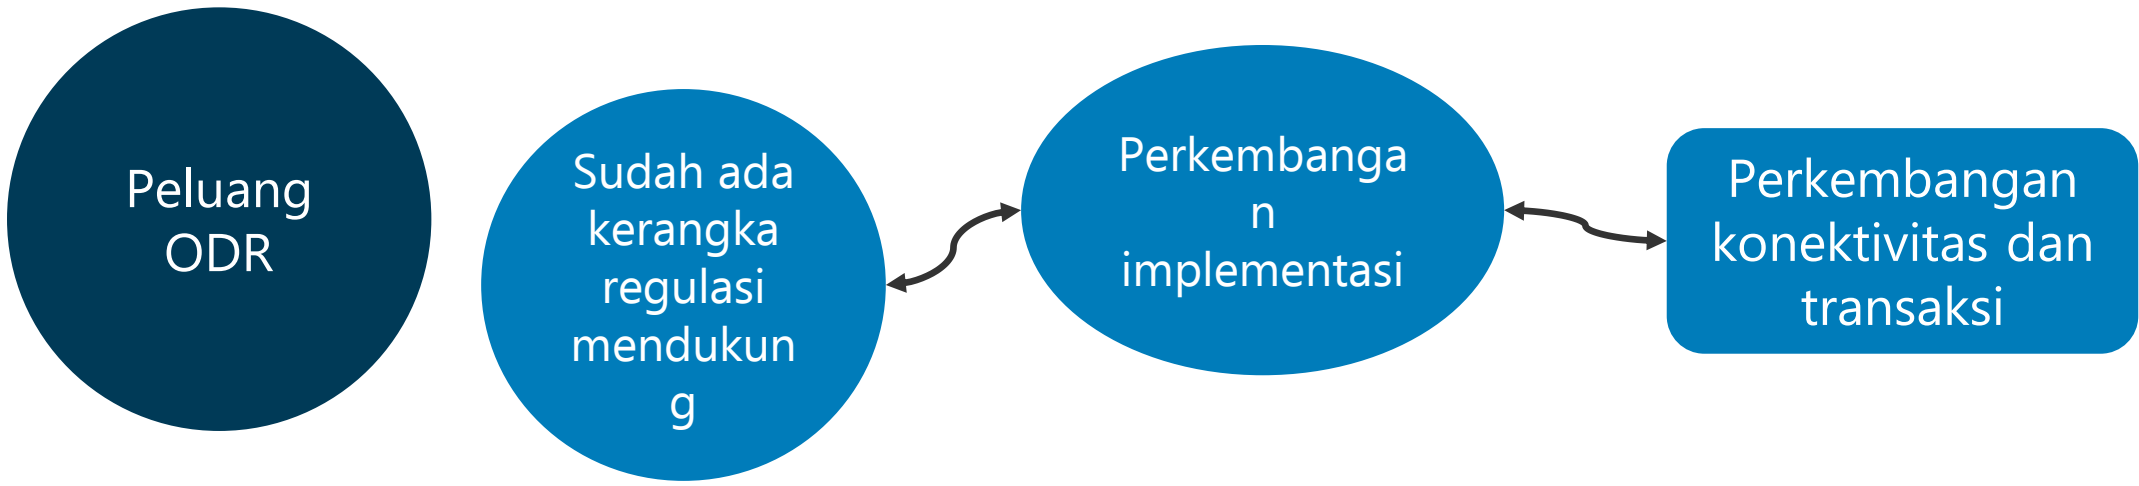 Peluang
ODR
Sudah ada
kerangka
regulasi
mendukun
g
Perkembanga
n
implementasi
Perkembangan
konektivitas dan
transaksi